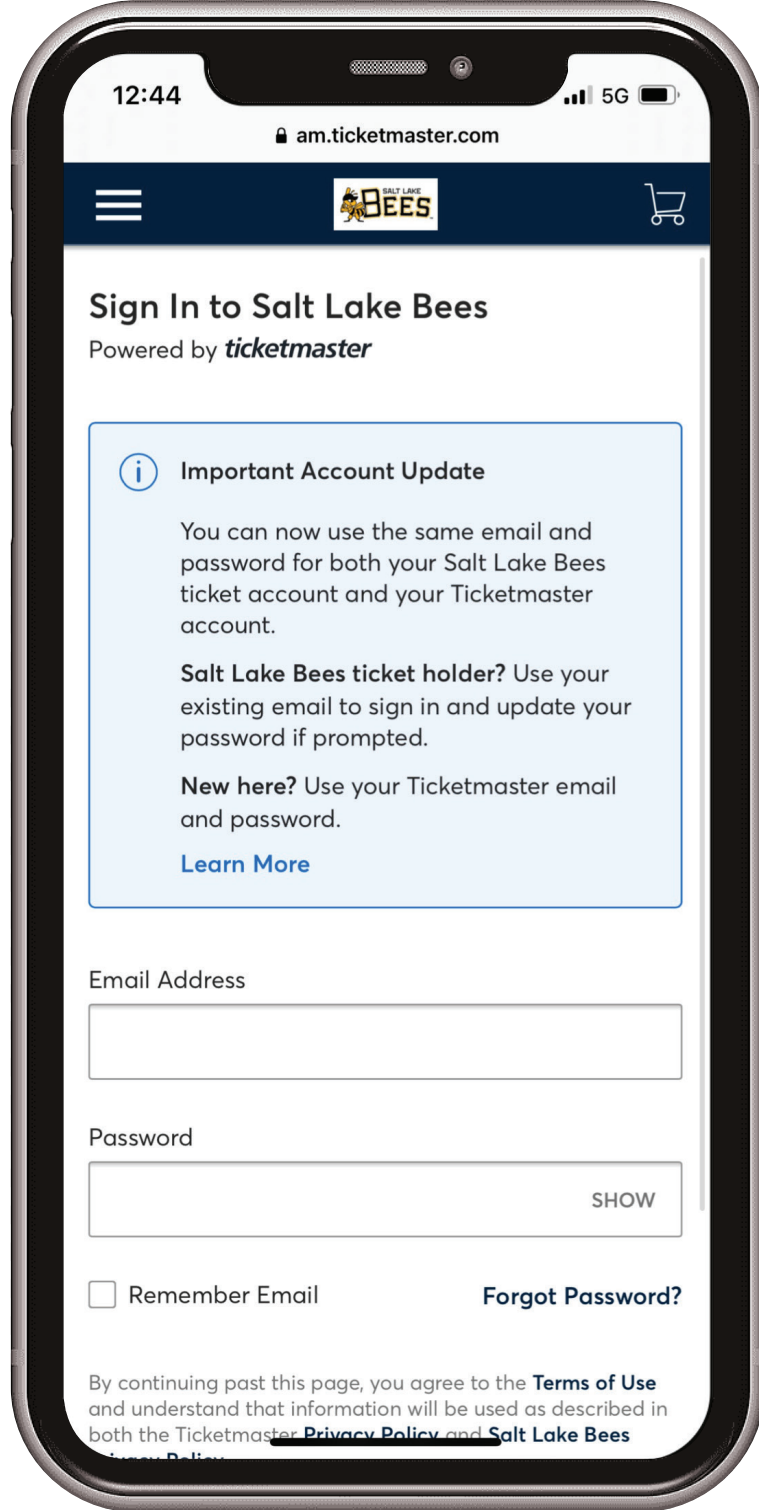 12:44
5G
am.ticketmaster.com
SALT LAKE
BEES
Sign In to Salt Lake Bees
Powered by ticketmaster
Important Account Update
You can now use the same email and
password for both your Salt Lake Bees
ticket account and your Ticketmaster
account.
Salt Lake Bees ticket holder? Use your
existing email to sign in and update your
password if prompted.
New here? Use your Ticketmaster email
and password.
Learn More
Email Address
Password
SHOW
Remember Email
Forgot Password?
By continuing past this page, you agree to the Terms of Use
and understand that information will be used as described in
both the Ticketmaster Privacy Policy and Salt Lake Bees
Privacy Policy